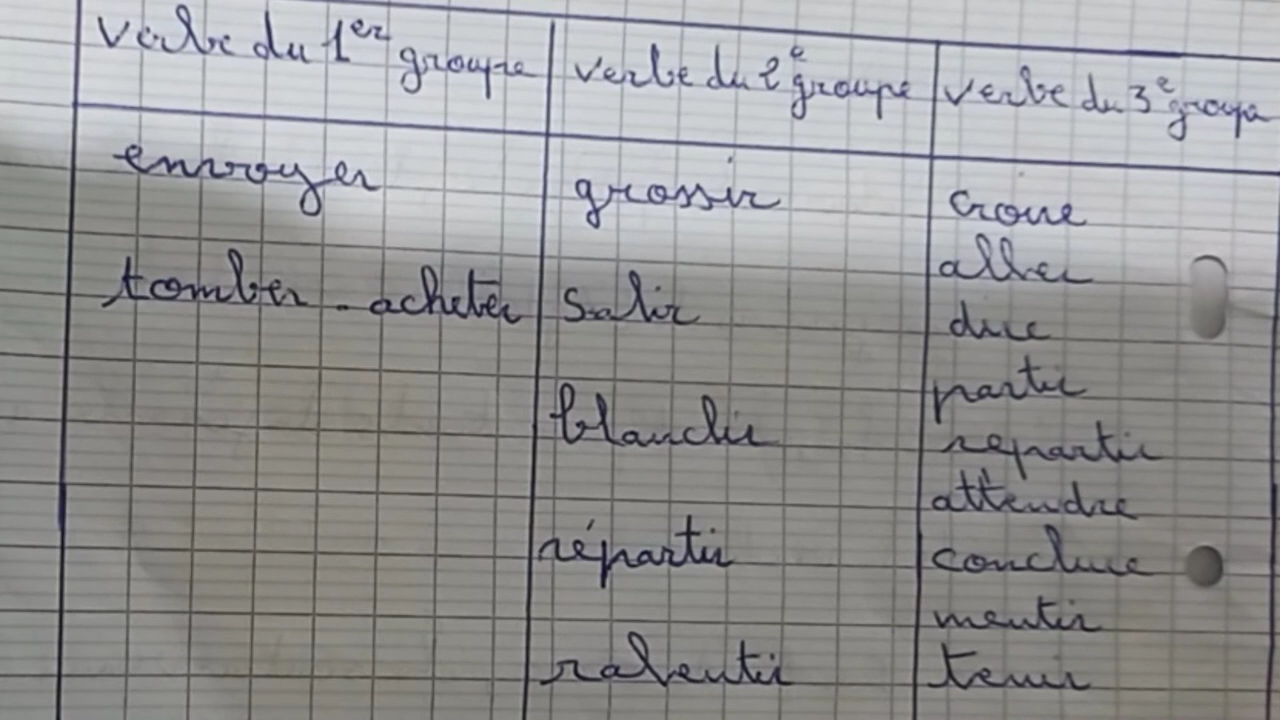 verbe du 1er groupe verbe du 2e groupe verbe du 3e groupe
envoyer grossir croire
aller
tomber - acheter salir dire
partir
blanchir repartir
attendre
répartir conclure
mentir
ralentir tenir